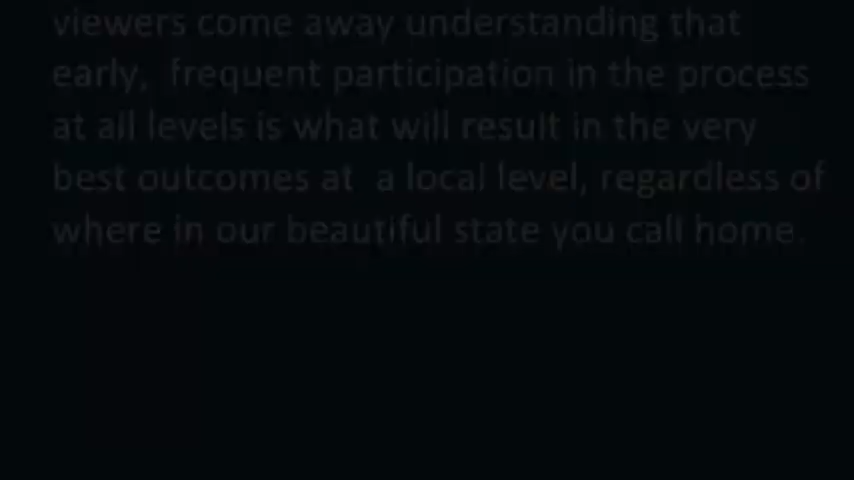 viewers come away understanding that
early,  frequent participation in the process
at all levels is what will result in the very
best outcomes at  a local level, regardless of
where in our beautiful state you call home.